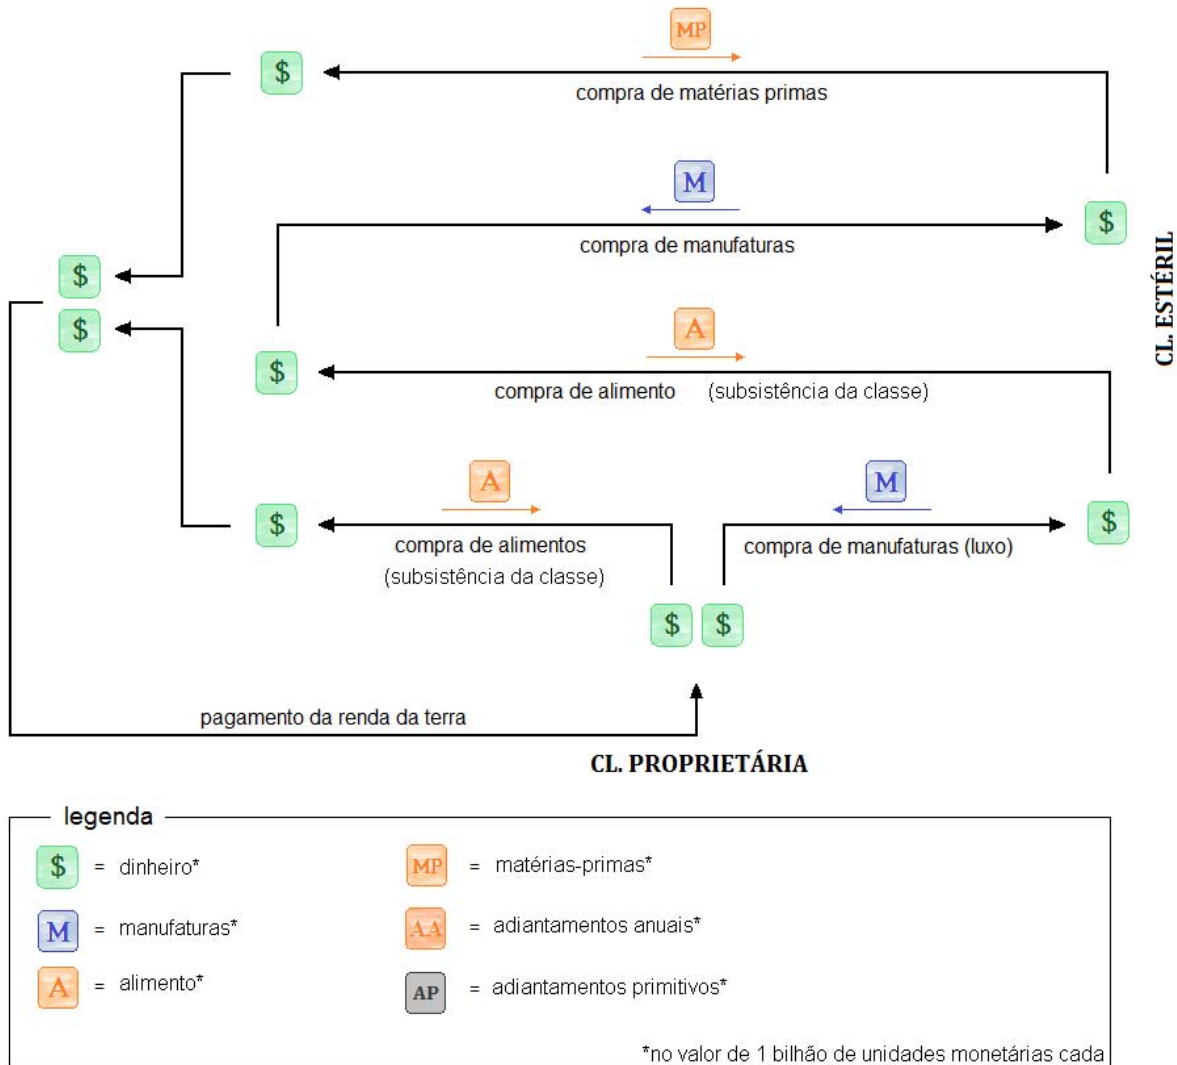 MP
$
compra de matérias primas
M
$
compra de manufaturas
CL. ESTÉRIL
$
$
A
$
compra de alimento (subsistência da classe)
A
M
$
$
compra de alimentos
(subsistência da classe)
compra de manufaturas (luxo)
$ $
pagamento da renda da terra
CL. PROPRIETÁRIA
legenda
$ = dinheiro*
MP = matérias-primas*
M = manufaturas*
AA = adiantamentos anuais*
A = alimento*
AP = adiantamentos primitivos*
*no valor de 1 bilhão de unidades monetárias cada